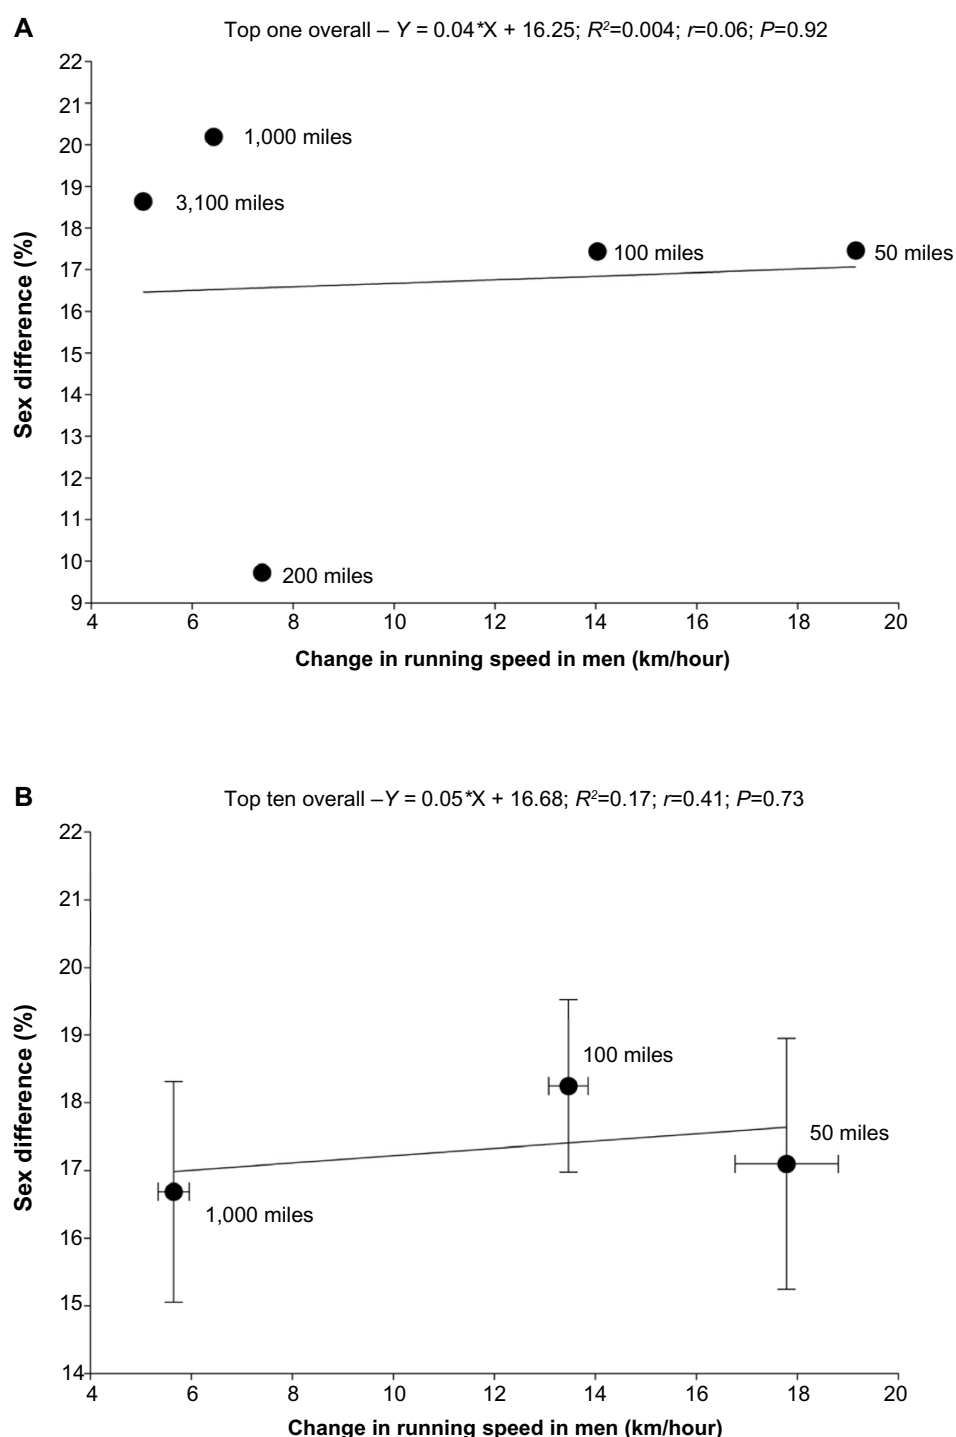 A
Top one overall – Y = 0.04*X + 16.25; R²=0.004; r=0.06; P=0.92
22
21
20
19
18
17
16
15
14
13
12
11
10
9
Sex difference (%)
1,000 miles
3,100 miles
100 miles
50 miles
200 miles
4 6 8 10 12 14 16 18 20
Change in running speed in men (km/hour)
B
Top ten overall –Y = 0.05*X + 16.68; R²=0.17; r=0.41; P=0.73
22
21
20
19
18
17
16
15
14
Sex difference (%)
100 miles
50 miles
1,000 miles
4 6 8 10 12 14 16 18 20
Change in running speed in men (km/hour)